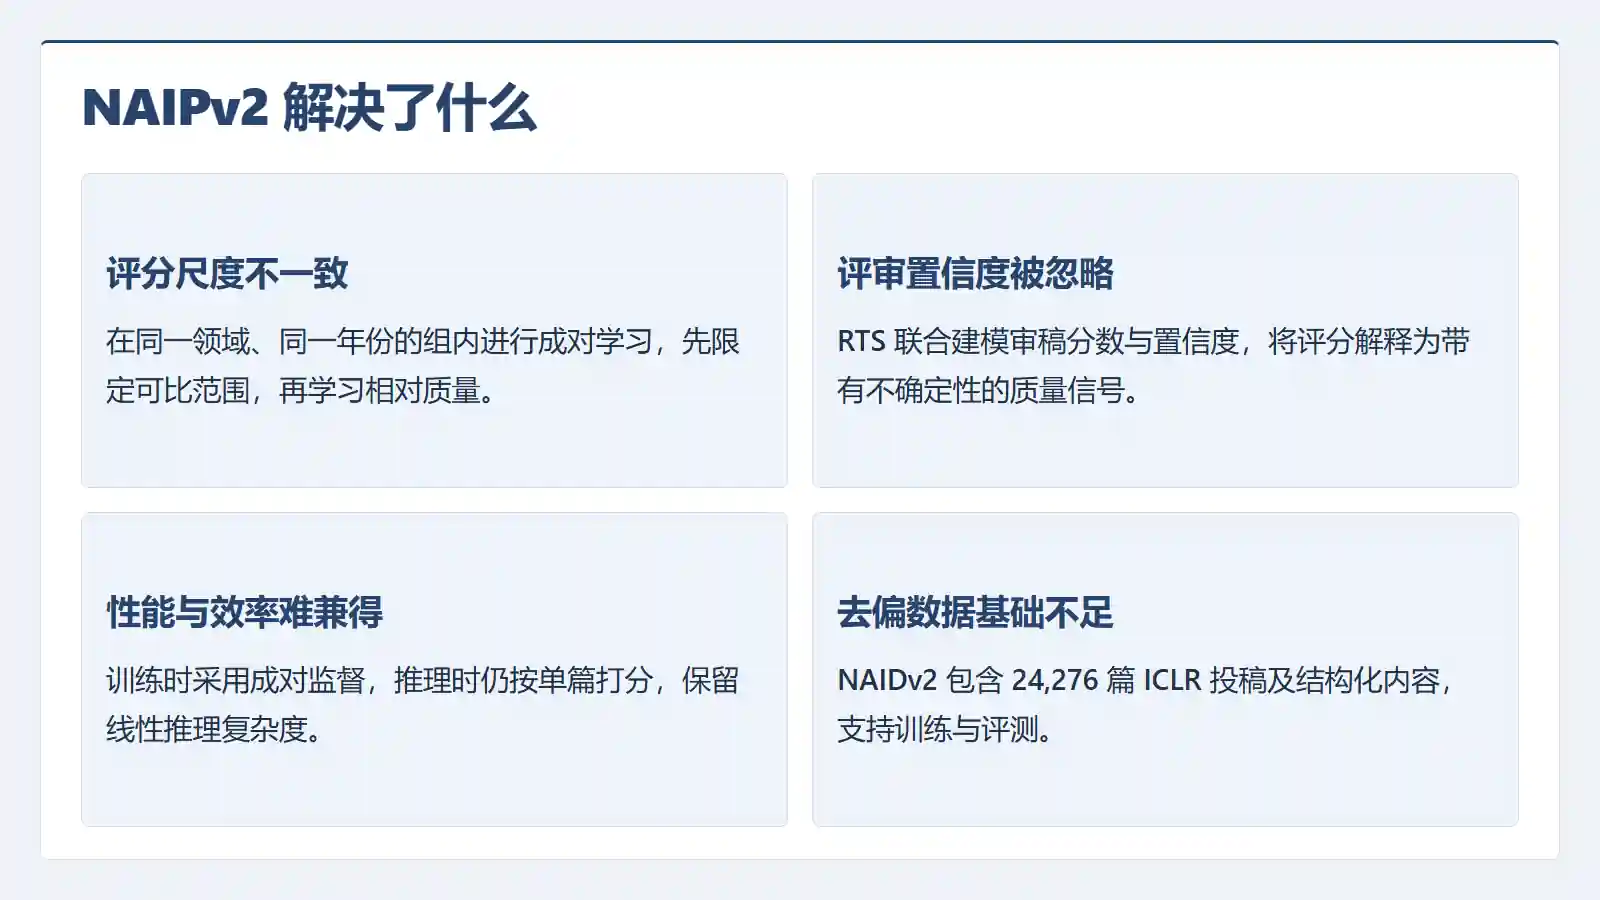 NAIPv2 解决了什么
评分尺度不一致
在同一领域、同一年份的组内进行成对学习，先限
定可比范围，再学习相对质量。
评审置信度被忽略
RTS 联合建模审稿分数与置信度，将评分解释为带
有不确定性的质量信号。
性能与效率难兼得
训练时采用成对监督，推理时仍按单篇打分，保留
线性推理复杂度。
去偏数据基础不足
NAIDv2 包含 24,276 篇 ICLR 投稿及结构化内容，
支持训练与评测。